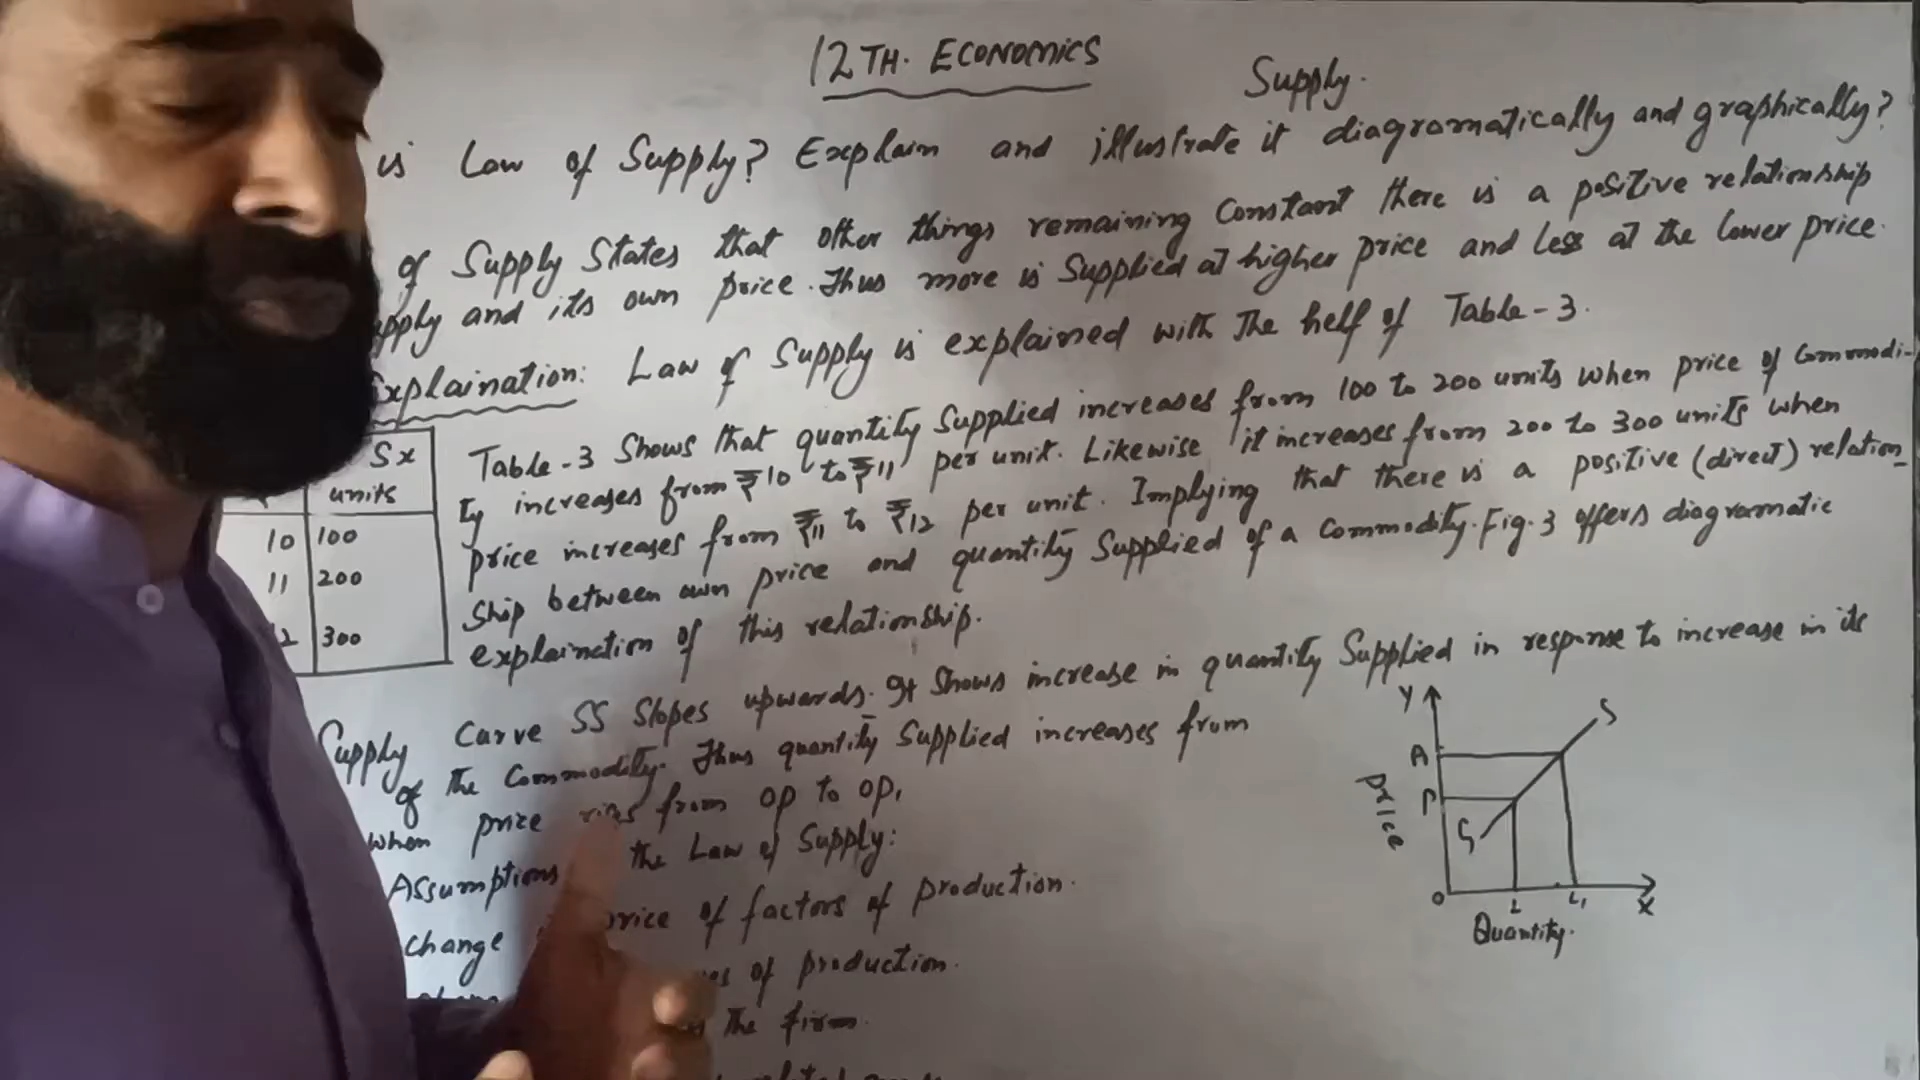 12TH. ECONOMICS
Supply.
is Law of Supply? Explain and illustrate it diagramatically and graphically?
of Supply States that other things remaining Constant there is a positive relationship
and its own price. Thus more is Supplied at higher price and Less at the lower price.
Explaination: Law of Supply is explained with The helf of Table-3.
Sx
units
10 100
11 200
300
Table-3 Shows that quantity Supplied increases from 100 to 200 units when price of Commodi-
ty increases from ₹10 to ₹11 per unit. Likewise it increases from 200 to 300 units when
price increases from ₹11 to ₹12 per unit. Implying that there is a positive (direct) relation_
Ship between own price and quantity Supplied of a Commodity. Fig. 3 offers diagramatic
explaination of this relationship.
Supply Carve SS Slopes upwards. It Shows increase in quantity Supplied in response to increase in its
of the Commodity. Thus quantity Supplied increases from
when price rises from op to op1
Assumptions the Law of Supply:
change price of factors of production.
of production.
The firm.
Y
S
A
P
Price
S
O L L1 X
Quantity.